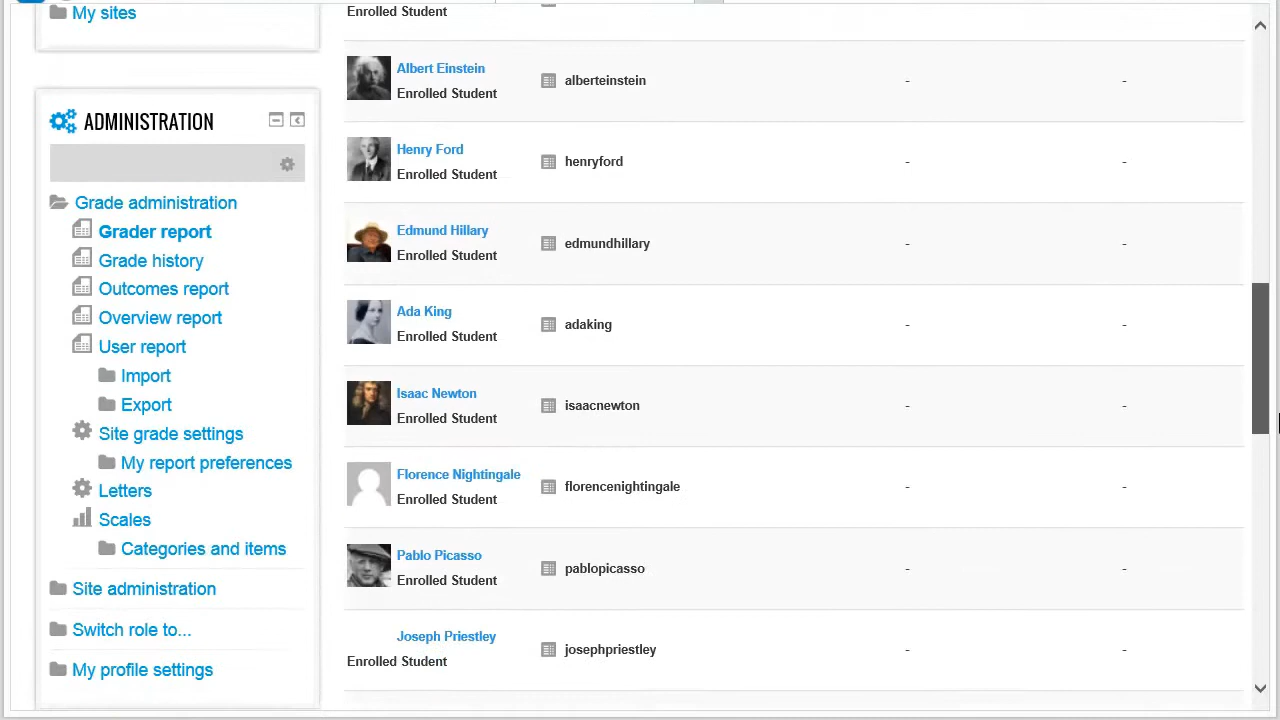 My sites
ADMINISTRATION
Grade administration
Grader report
Grade history
Outcomes report
Overview report
User report
Import
Export
Site grade settings
My report preferences
Letters
Scales
Categories and items
Site administration
Switch role to...
My profile settings
Enrolled Student
Albert Einstein
Enrolled Student
alberteinstein - -
Henry Ford
Enrolled Student
henryford - -
Edmund Hillary
Enrolled Student
edmundhillary - -
Ada King
Enrolled Student
adaking - -
Isaac Newton
Enrolled Student
isaacnewton - -
Florence Nightingale
Enrolled Student
florencenightingale - -
Pablo Picasso
Enrolled Student
pablopicasso - -
Joseph Priestley
Enrolled Student
josephpriestley - -